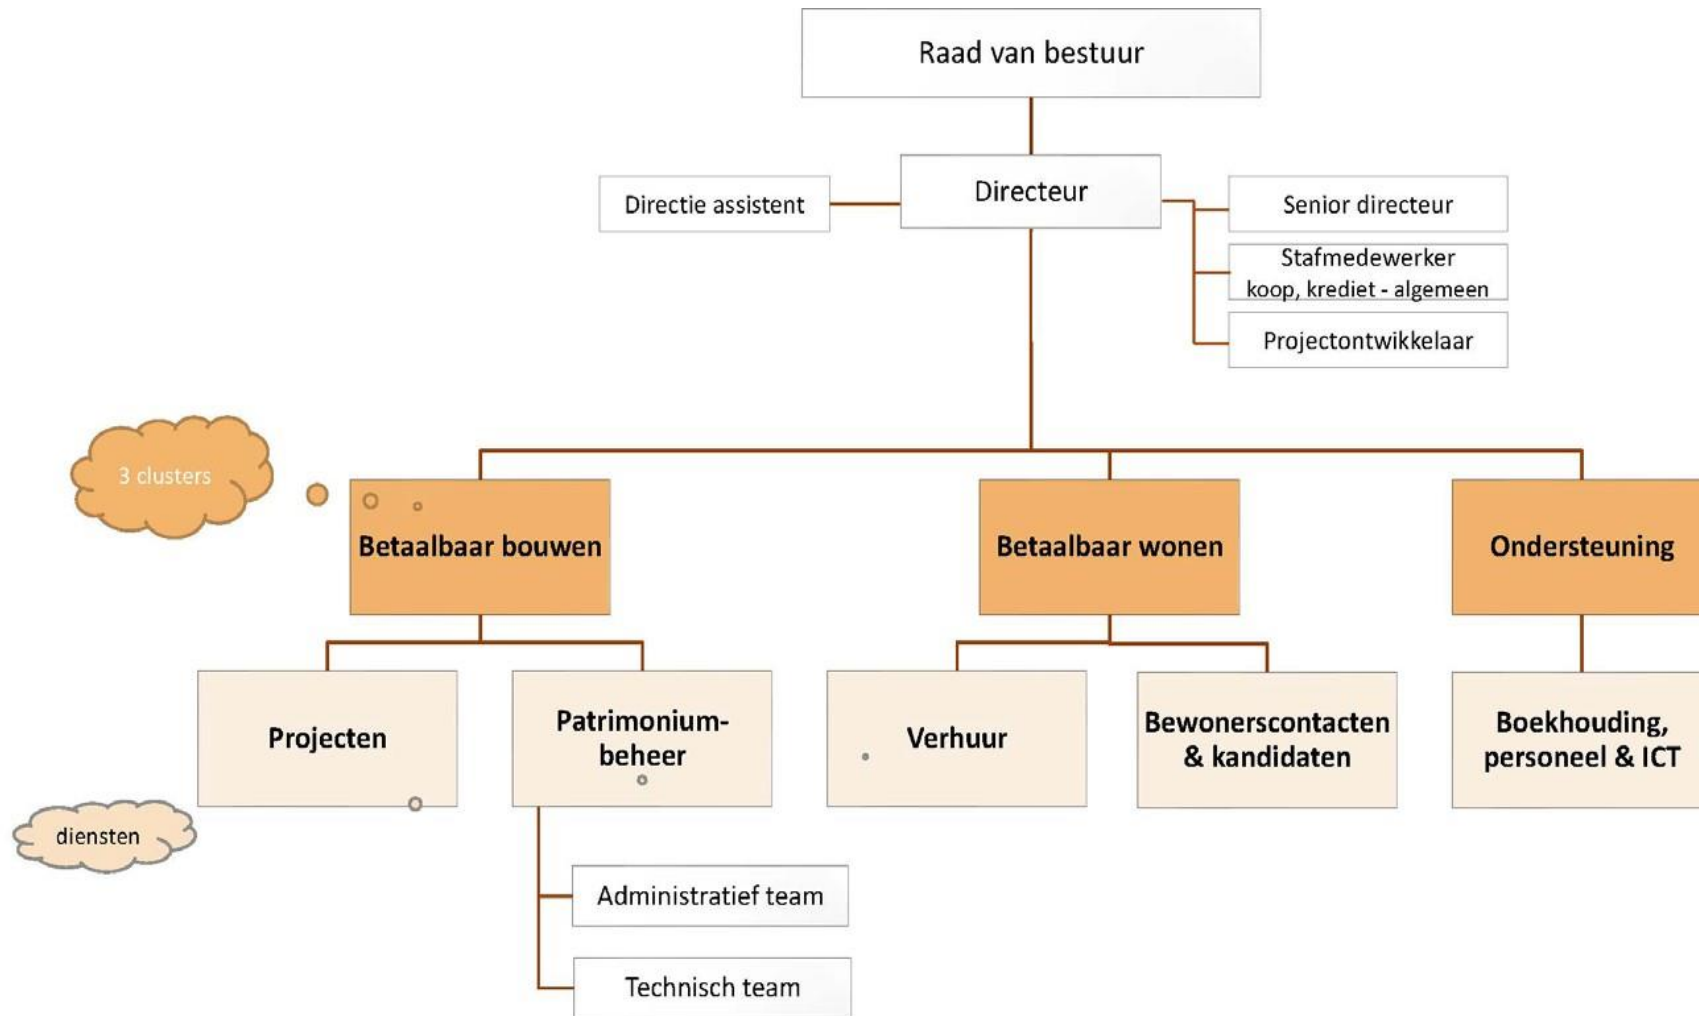 Raad van bestuur
Directie assistent
Directeur
Senior directeur
Stafmedewerker
koop, krediet - algemeen
Projectontwikkelaar
3 clusters
Betaalbaar bouwen
Betaalbaar wonen
Ondersteuning
Projecten
Patrimonium-
beheer
Verhuur
Bewonerscontacten
& kandidaten
Boekhouding,
personeel & ICT
diensten
Administratief team
Technisch team